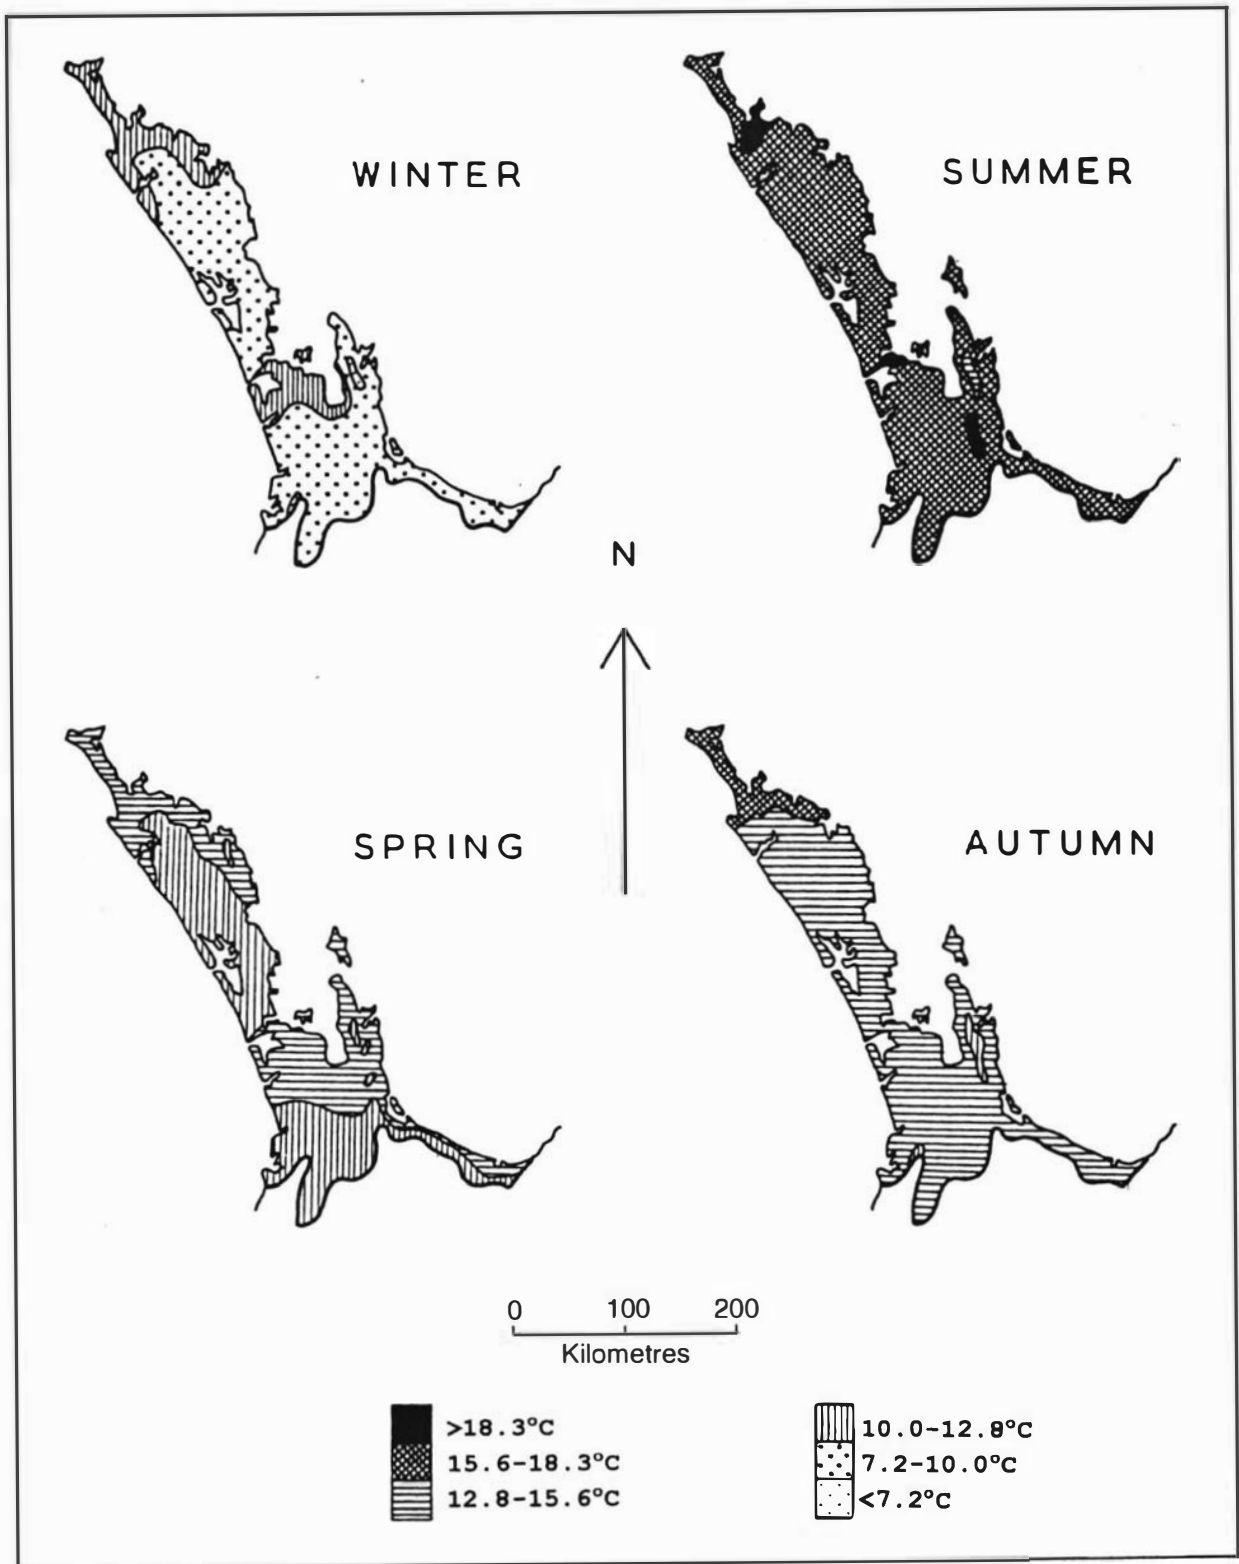 WINTER
SUMMER
N
SPRING
AUTUMN
0 100 200
Kilometres
>18.3°C
15.6-18.3°C
12.8-15.6°C
10.0-12.8°C
7.2-10.0°C
<7.2°C